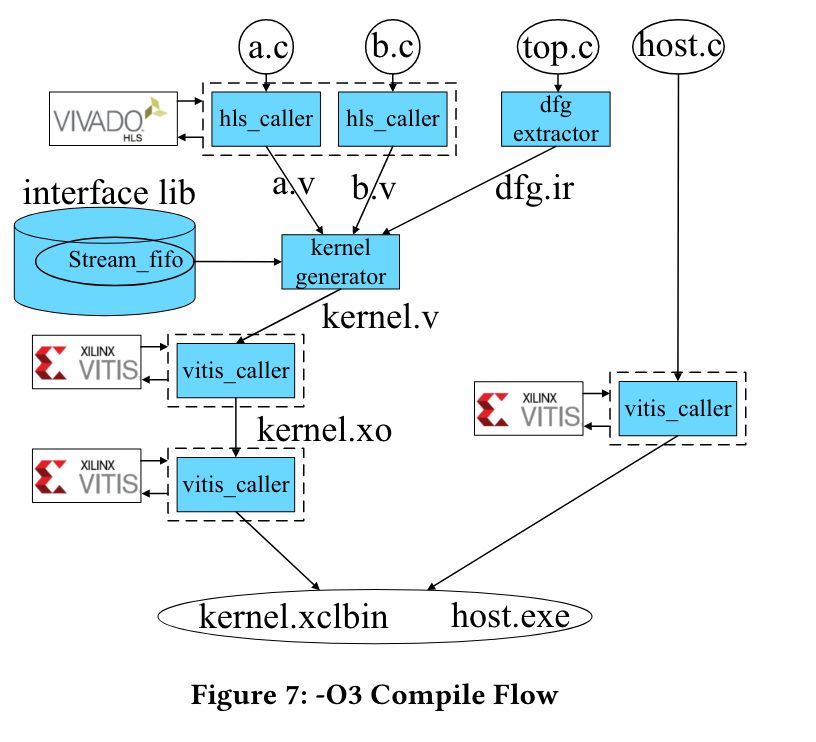 a.c
b.c
top.c
host.c
VIVADO HLS
hls_caller
hls_caller
dfg
extractor
a.v
b.v
dfg.ir
interface lib
Stream_fifo
kernel
generator
kernel.v
XILINX
VITIS
vitis_caller
XILINX
VITIS
vitis_caller
kernel.xo
XILINX
VITIS
vitis_caller
kernel.xclbin
host.exe
Figure 7: -O3 Compile Flow